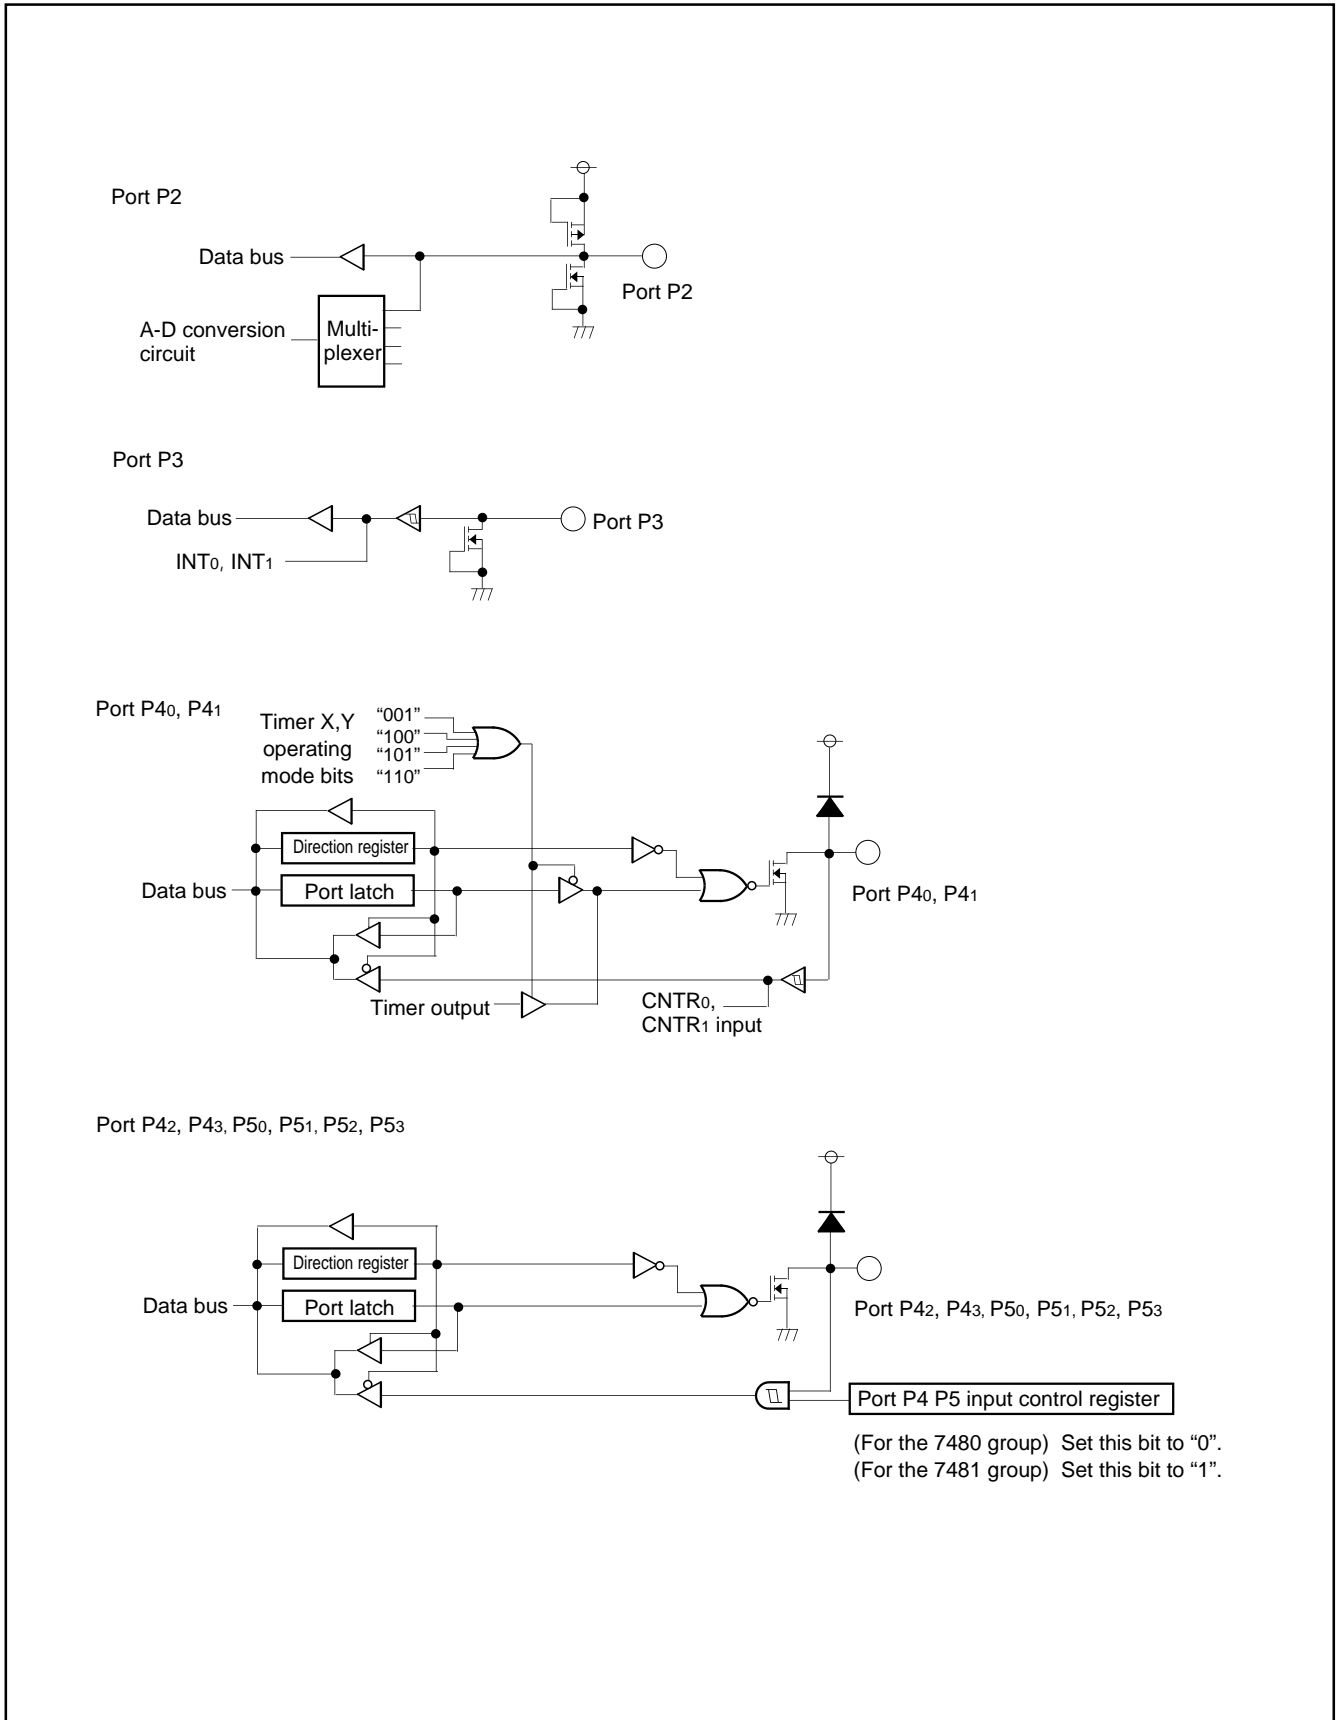 Port P2
Data bus
Port P2
A-D conversion
circuit
Multi-
plexer
Port P3
Data bus
Port P3
INT0, INT1
Port P40, P41
Timer X,Y
operating
mode bits
“001”
“100”
“101”
“110”
Direction register
Data bus
Port latch
Port P40, P41
Timer output
CNTR0,
CNTR1 input
Port P42, P43, P50, P51, P52, P53
Direction register
Data bus
Port latch
Port P42, P43, P50, P51, P52, P53
Port P4 P5 input control register
(For the 7480 group) Set this bit to “0”.
(For the 7481 group) Set this bit to “1”.